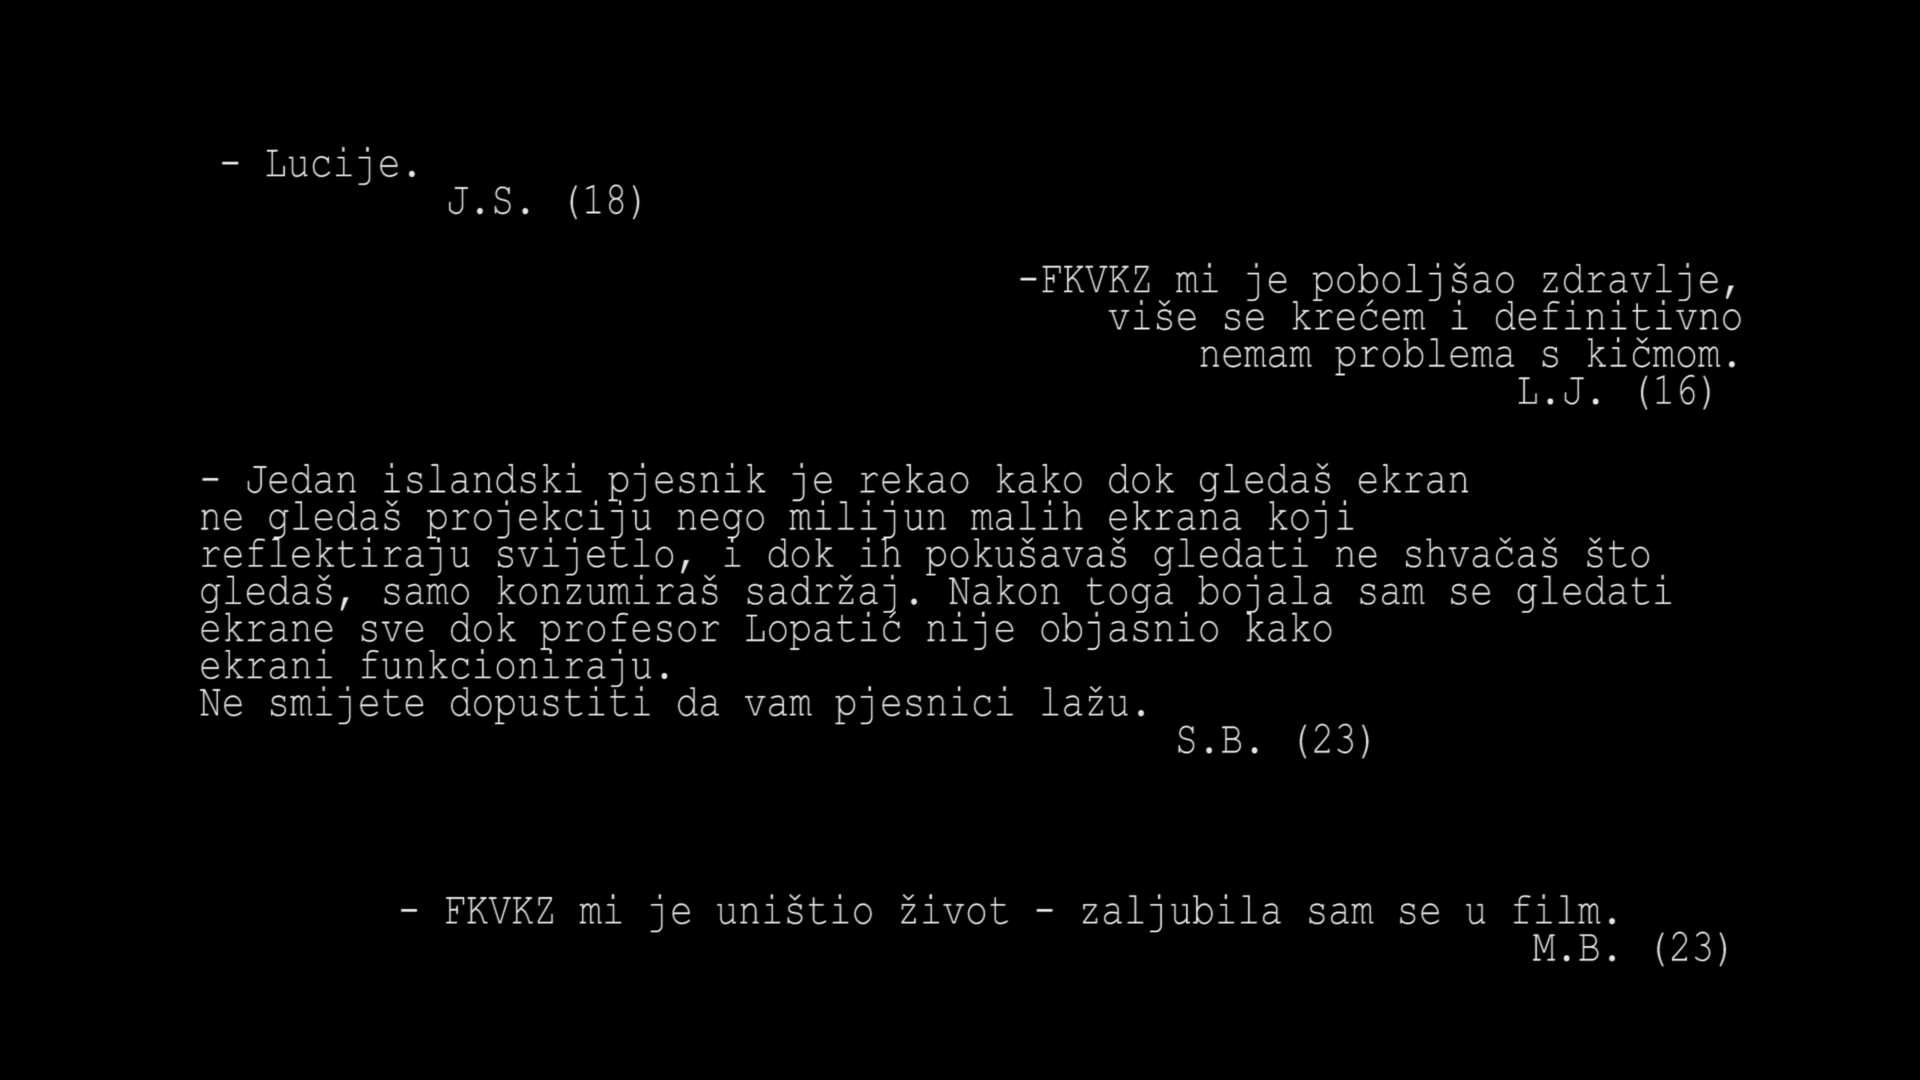 - Lucije.
J.S. (18)
-FKVKZ mi je poboljšao zdravlje,
više se krećem i definitivno
nemam problema s kičmom.
L.J. (16)
- Jedan islandski pjesnik je rekao kako dok gledaš ekran
ne gledaš projekciju nego milijun malih ekrana koji
reflektiraju svijetlo, i dok ih pokušavaš gledati ne shvačaš što
gledaš, samo konzumiraš sadržaj. Nakon toga bojala sam se gledati
ekrane sve dok profesor Lopatić nije objasnio kako
ekrani funkcioniraju.
Ne smijete dopustiti da vam pjesnici lažu.
S.B. (23)
- FKVKZ mi je uništio život - zaljubila sam se u film.
M.B. (23)